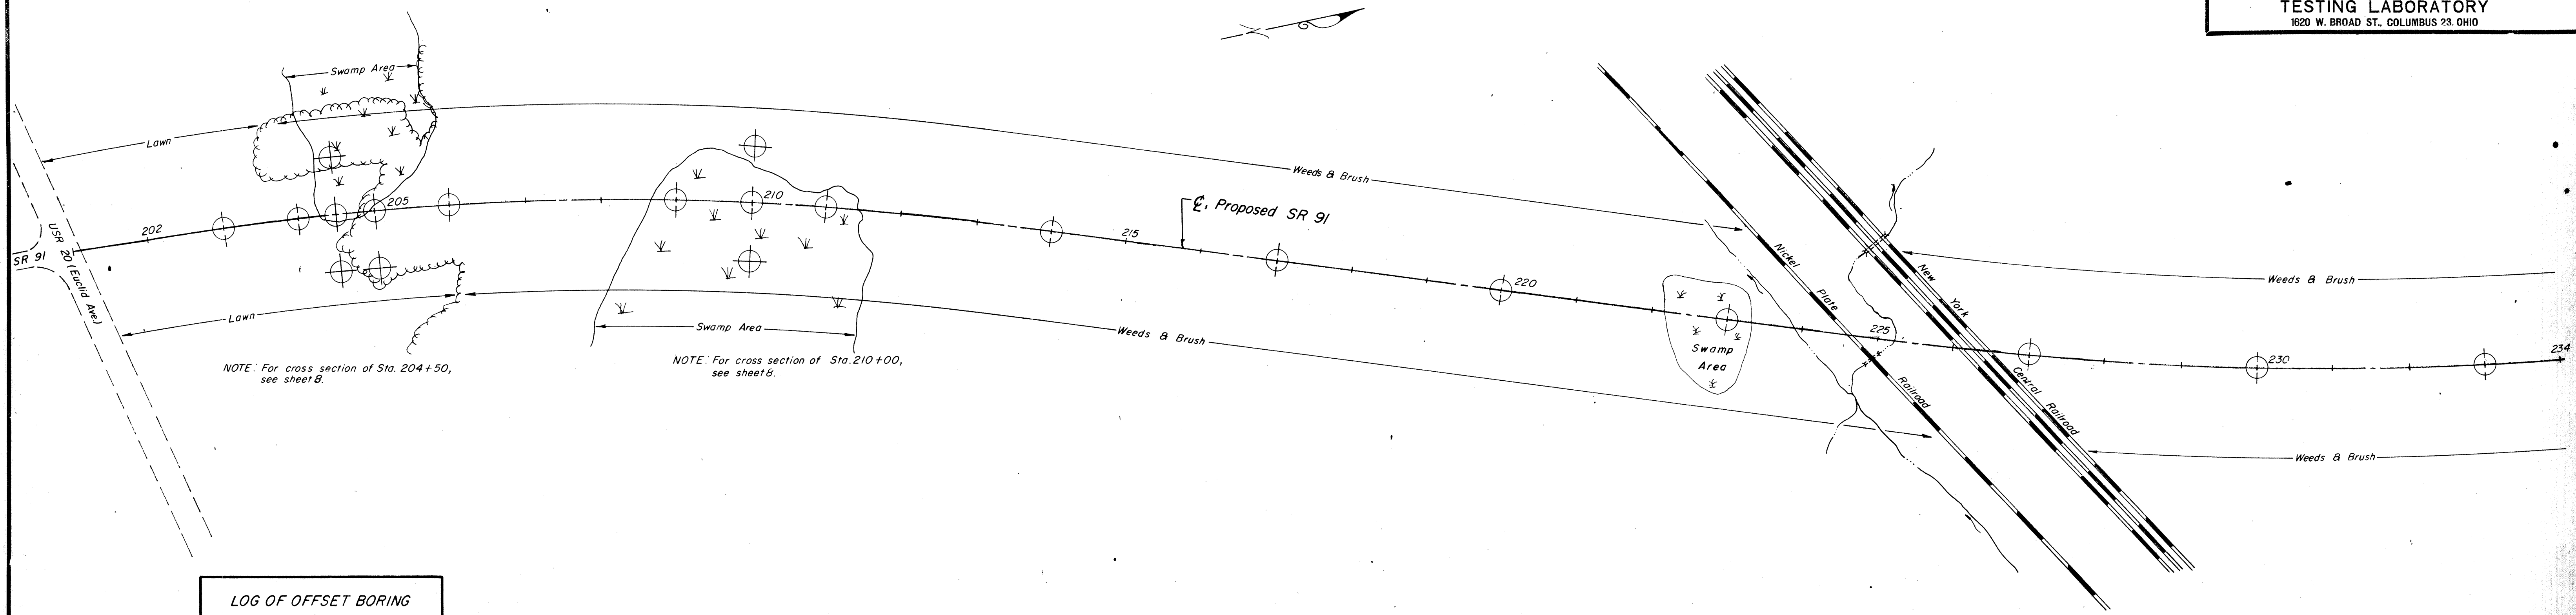 TESTING LABORATORY
1620 W. BROAD ST., COLUMBUS 23, OHIO
Swamp Area
Lawn
Weeds & Brush
202
205
210
215
220
225
230
234
℄, Proposed SR 91
SR 91
USR 20 (Euclid Ave.)
Nickel Plate Railroad
New York Central Railroad
Weeds & Brush
Swamp
Area
Lawn
Swamp Area
Weeds & Brush
Weeds & Brush
NOTE: For cross section of Sta. 204+50,
see sheet 8.
NOTE: For cross section of Sta. 210+00,
see sheet 8.
LOG OF OFFSET BORING